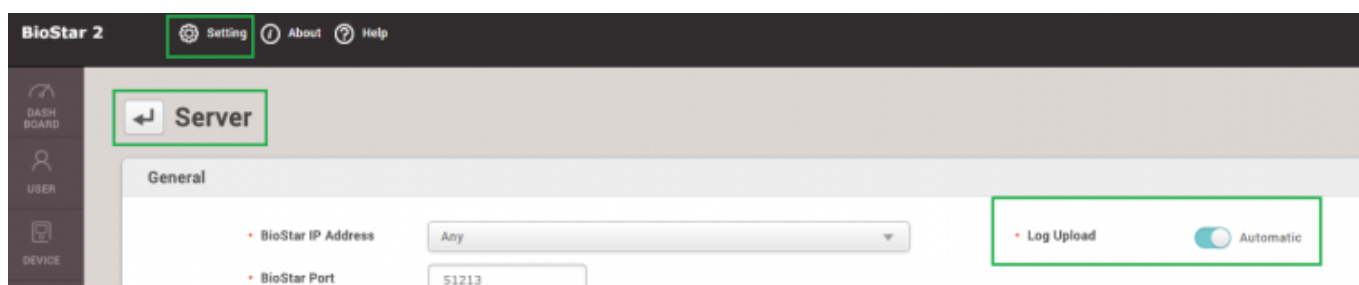 BioStar 2 Setting About Help
DASH
BOARD
Server
USER
General
BioStar IP Address Any Log Upload Automatic
DEVICE
BioStar Port 51213